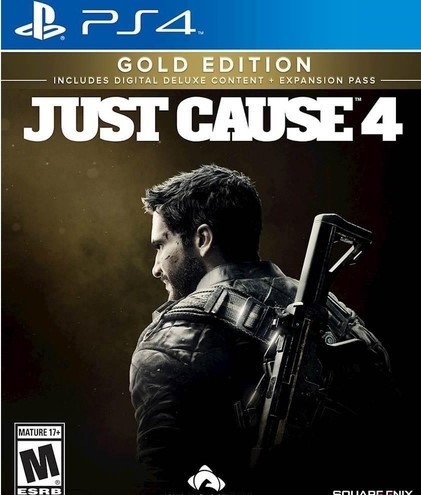 PS4
GOLD EDITION
INCLUDES DIGITAL DELUXE CONTENT + EXPANSION PASS
JUST CAUSE 4
MATURE 17+
M
ESRB
SQUARE ENIX